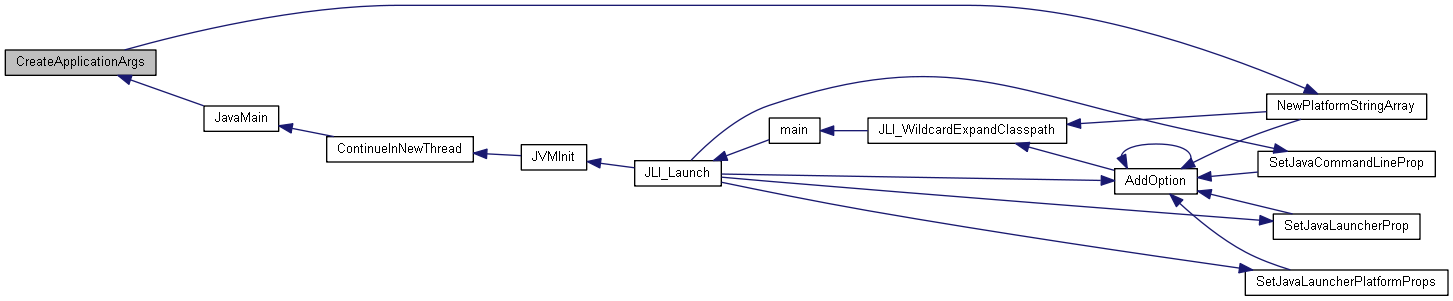 CreateApplicationArgs
JavaMain
ContinueInNewThread
JVMInit
JLI_Launch
main
JLI_WildcardExpandClasspath
AddOption
NewPlatformStringArray
SetJavaCommandLineProp
SetJavaLauncherProp
SetJavaLauncherPlatformProps